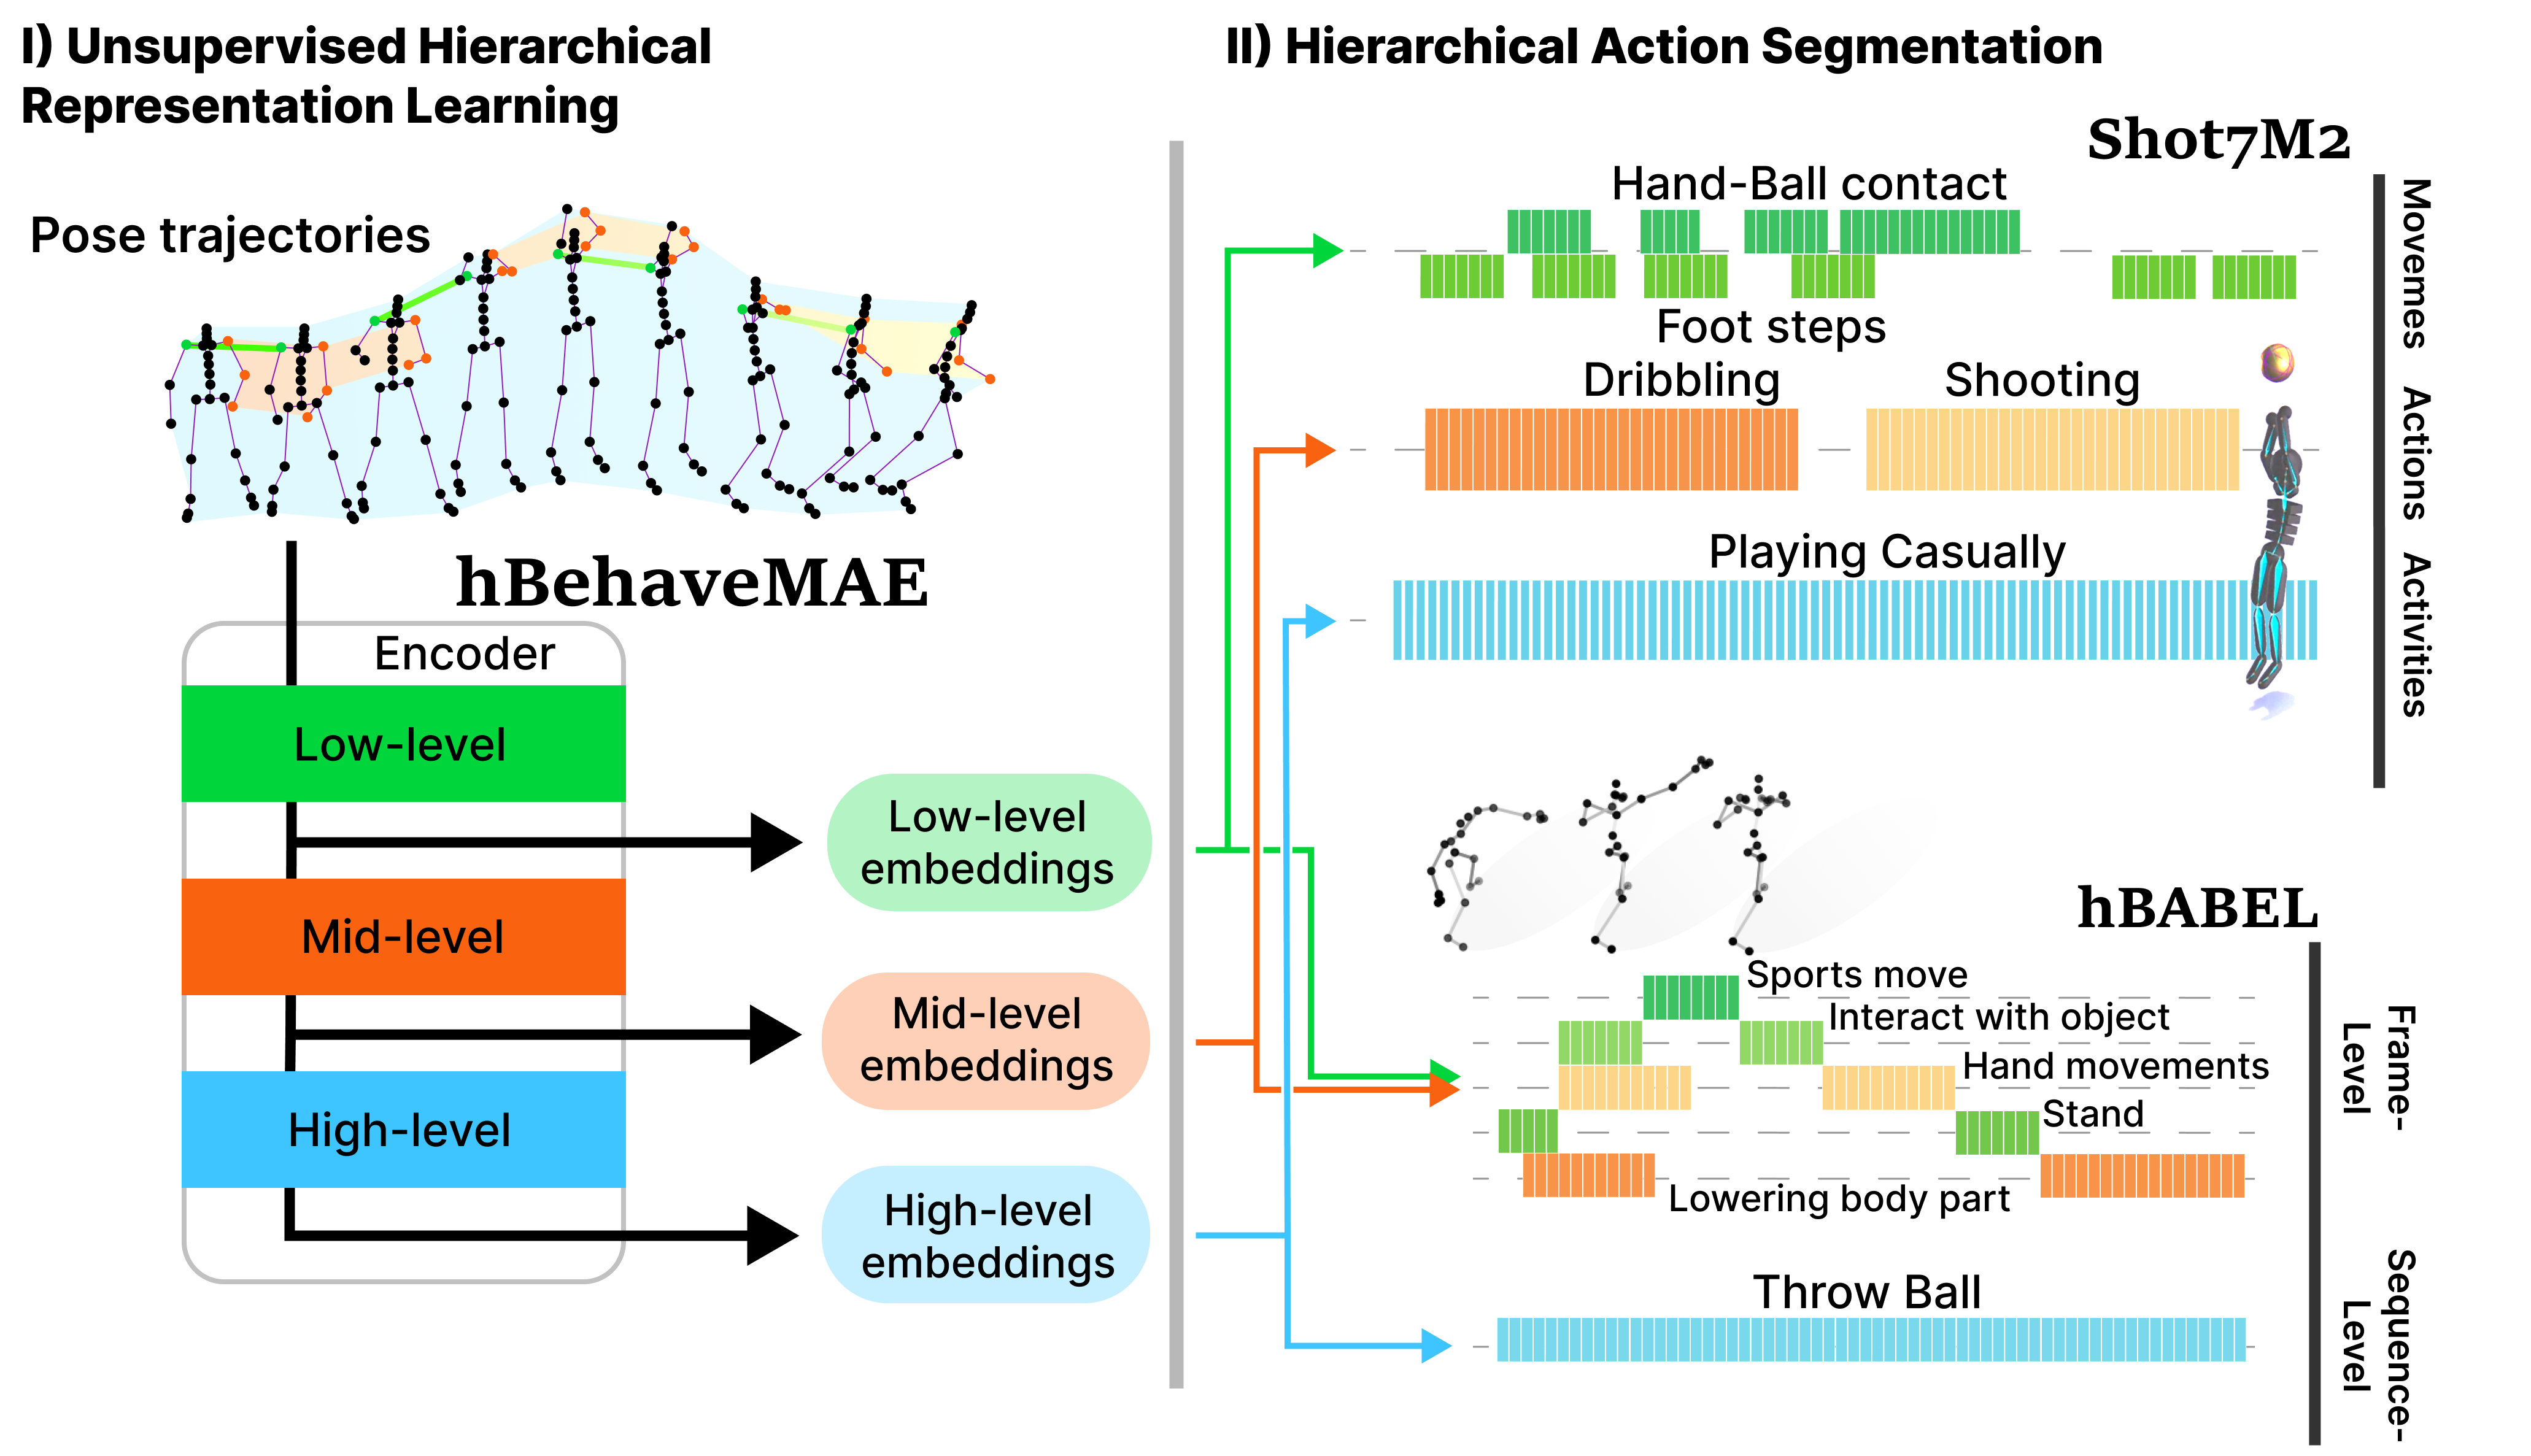 I) Unsupervised Hierarchical
Representation Learning
Pose trajectories
hBehaveMAE
Encoder
Low-level
Mid-level
High-level
Low-level
embeddings
Mid-level
embeddings
High-level
embeddings
II) Hierarchical Action Segmentation
Shot7M2
Hand-Ball contact
Foot steps
Dribbling
Shooting
Playing Casually
Movemes
Actions
Activities
hBABEL
Sports move
Interact with object
Hand movements
Stand
Lowering body part
Throw Ball
Frame-
Level
Sequence-
Level